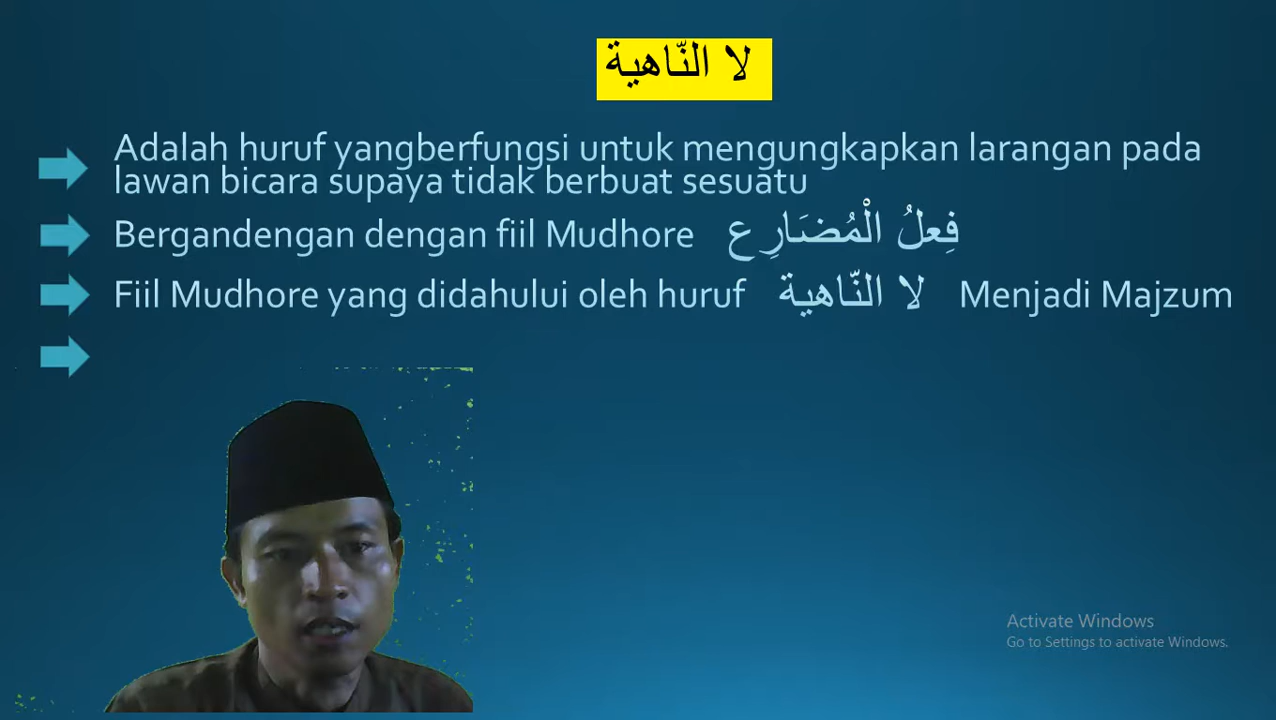 لا النّاهية
Adalah huruf yangberfungsi untuk mengungkapkan larangan pada
lawan bicara supaya tidak berbuat sesuatu
Bergandengan dengan fiil Mudhore فِعلُ الْمُضَارِع
Fiil Mudhore yang didahului oleh huruf لا النّاهية Menjadi Majzum
Activate Windows
Go to Settings to activate Windows.